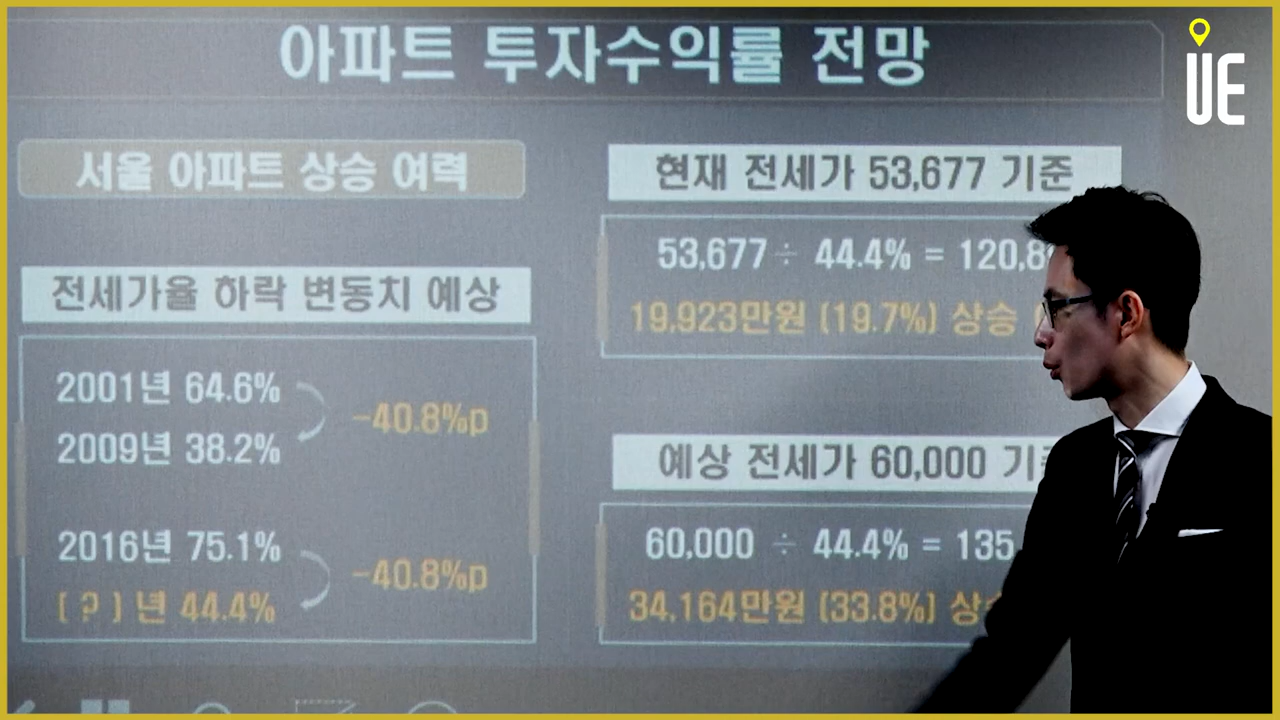 아파트 투자수익률 전망
UE
서울 아파트 상승 여력
전세가율 하락 변동치 예상
2001년 64.6%
-40.8%p
2009년 38.2%
2016년 75.1%
-40.8%p
[ ? ] 년 44.4%
현재 전세가 53,677 기준
53,677 ÷ 44.4% = 120,8
19,923만원 (19.7%) 상승
예상 전세가 60,000
60,000 ÷ 44.4% = 135
34,164만원 (33.8%)